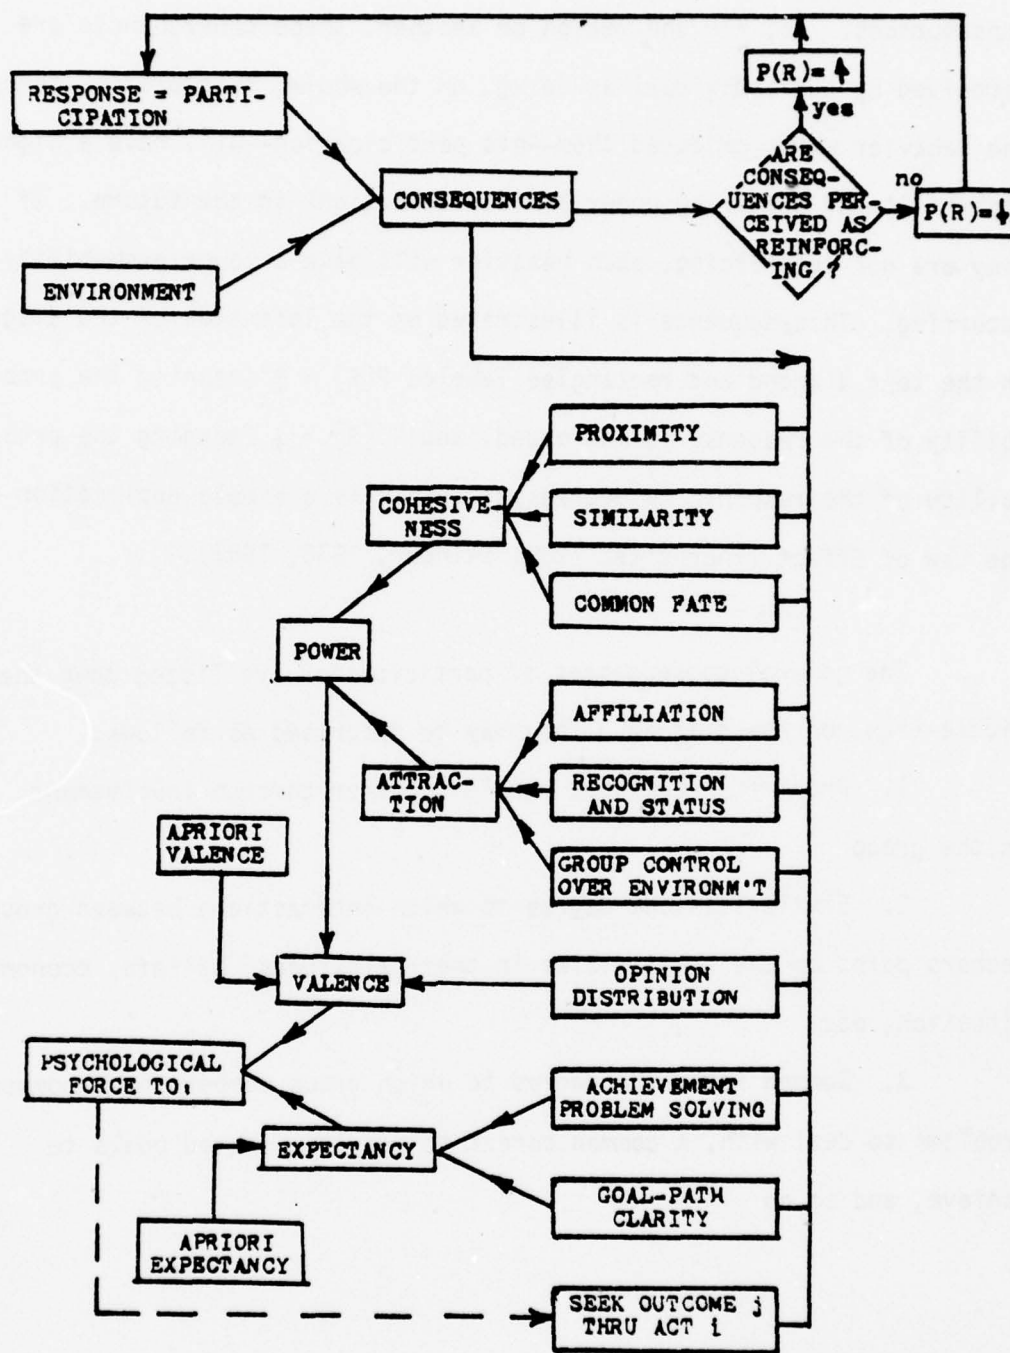 P(R)= ↑
RESPONSE = PARTI-
CIPATION
yes
ARE
CONSEQ-
UENCES PER-
CEIVED AS
REINFORC-
ING ?
no
P(R)= ↓
CONSEQUENCES
ENVIRONMENT
PROXIMITY
COHESIVE-
NESS
SIMILARITY
COMMON FATE
POWER
AFFILIATION
ATTRAC-
TION
RECOGNITION
AND STATUS
APRIORI
VALENCE
GROUP CONTROL
OVER ENVIRONM'T
VALENCE
OPINION
DISTRIBUTION
PSYCHOLOGICAL
FORCE TO:
ACHIEVEMENT
PROBLEM SOLVING
EXPECTANCY
GOAL-PATH
CLARITY
APRIORI
EXPECTANCY
SEEK OUTCOME j
THRU ACT i